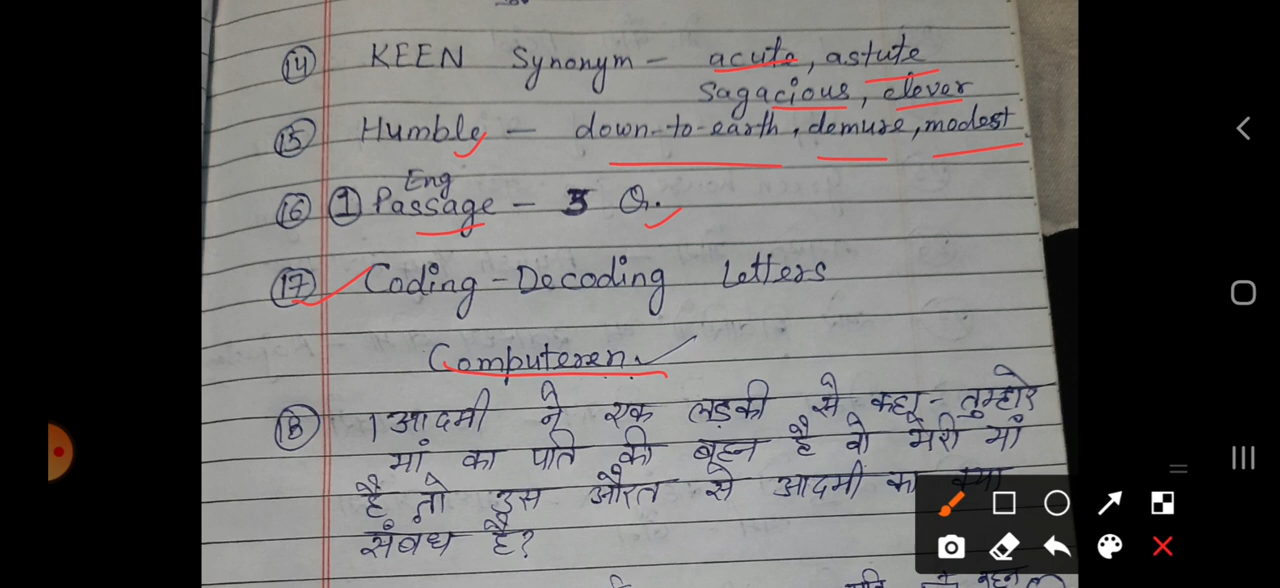 (14) KEEN Synonym - acute, astute
sagacious, clever
(15) Humble - down-to-earth, demure, modest
Eng
(16) (1) Passage - 5 Q.
(17) Coding-Decoding Letters
Computeren.
(18) 1 आदमी ने एक लड़की से कहा - तुम्हारे
मां का पति की बहन है वो मेरी माँ
है तो उस औरत से आदमी का क्या
संबध है?